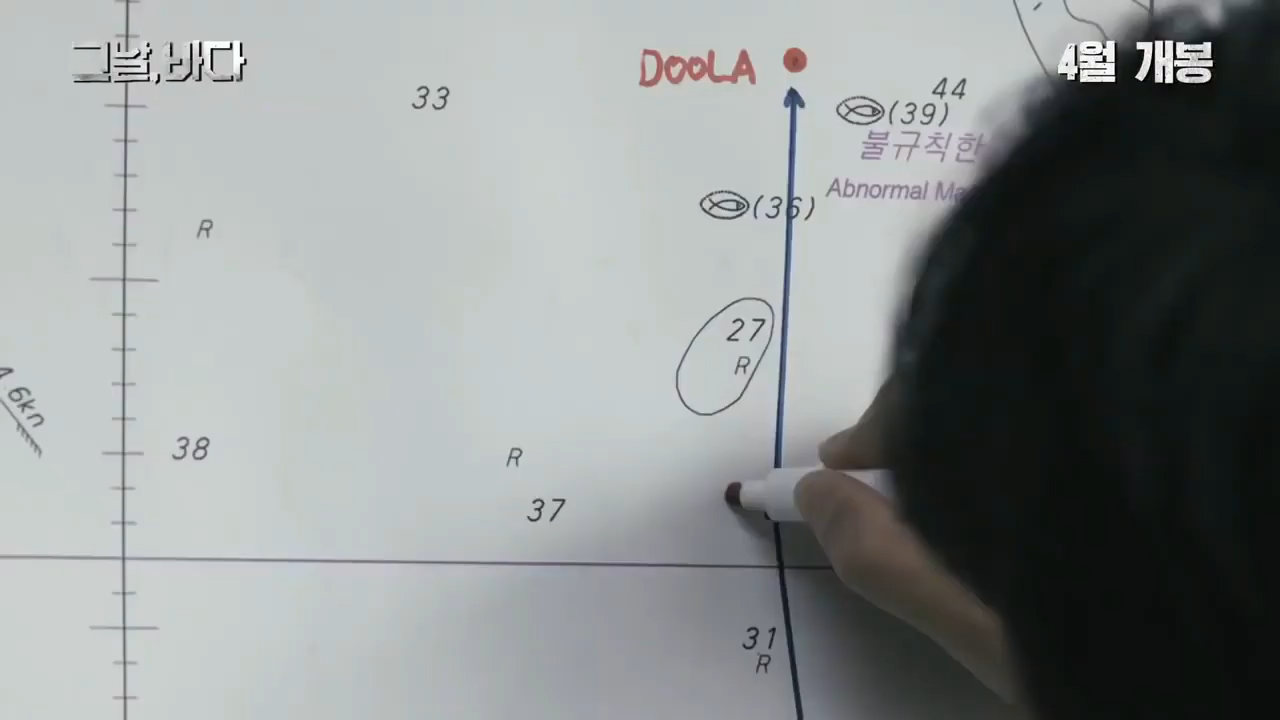 그날, 바다
4월 개봉
DOOLA
33
44
(39)
불규칙한
Abnormal
(36)
R
27
R
6kn
38
R
37
31
R